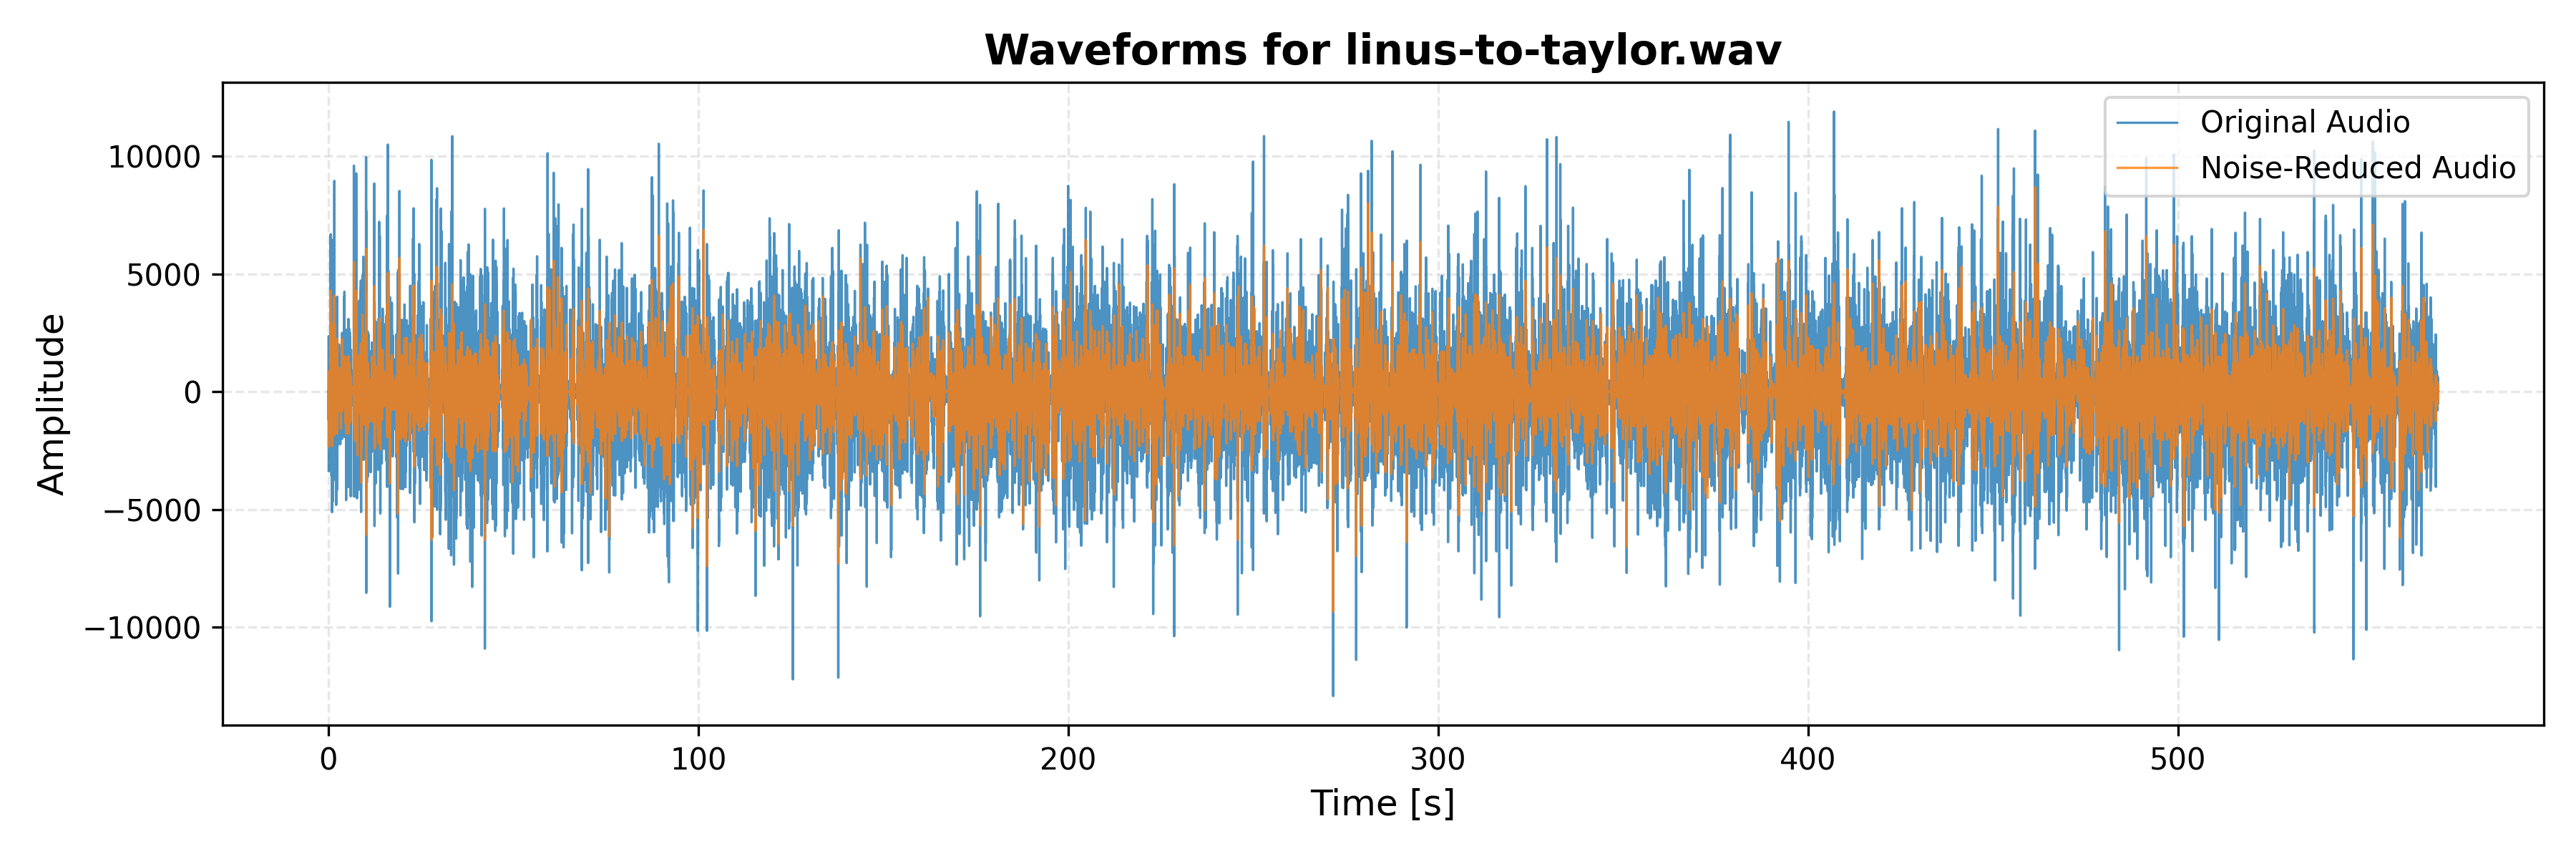 Waveforms for linus-to-taylor.wav
Original Audio
Noise-Reduced Audio
10000
5000
0
−5000
−10000
Amplitude
0 100 200 300 400 500
Time [s]